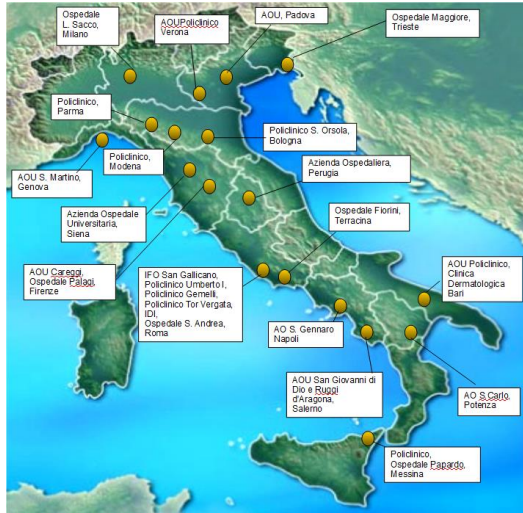 Ospedale
L. Sacco,
Milano
AOUPoliclinico
Verona
AOU, Padova
Ospedale Maggiore,
Trieste
Policlinico,
Parma
Policlinico S. Orsola,
Bologna
Policlinico,
Modena
Azienda Ospedaliera,
Perugia
AOU S. Martino,
Genova
Azienda Ospedale
Universitaria,
Siena
Ospedale Fiorini,
Terracina
AOU Careggi,
Ospedale Palagi,
Firenze
IFO San Gallicano,
Policlinico Umberto I,
Policlinico Gemelli,
Policlinico Tor Vergata,
IDI,
Ospedale S. Andrea,
Roma
AOU Policlinico,
Clinica
Dermatologica
Bari
AO S. Gennaro
Napoli
AOU San Giovanni di
Dio e Ruggi
d'Aragona,
Salerno
AO S.Carlo,
Potenza
Policlinico,
Ospedale Papardo,
Messina